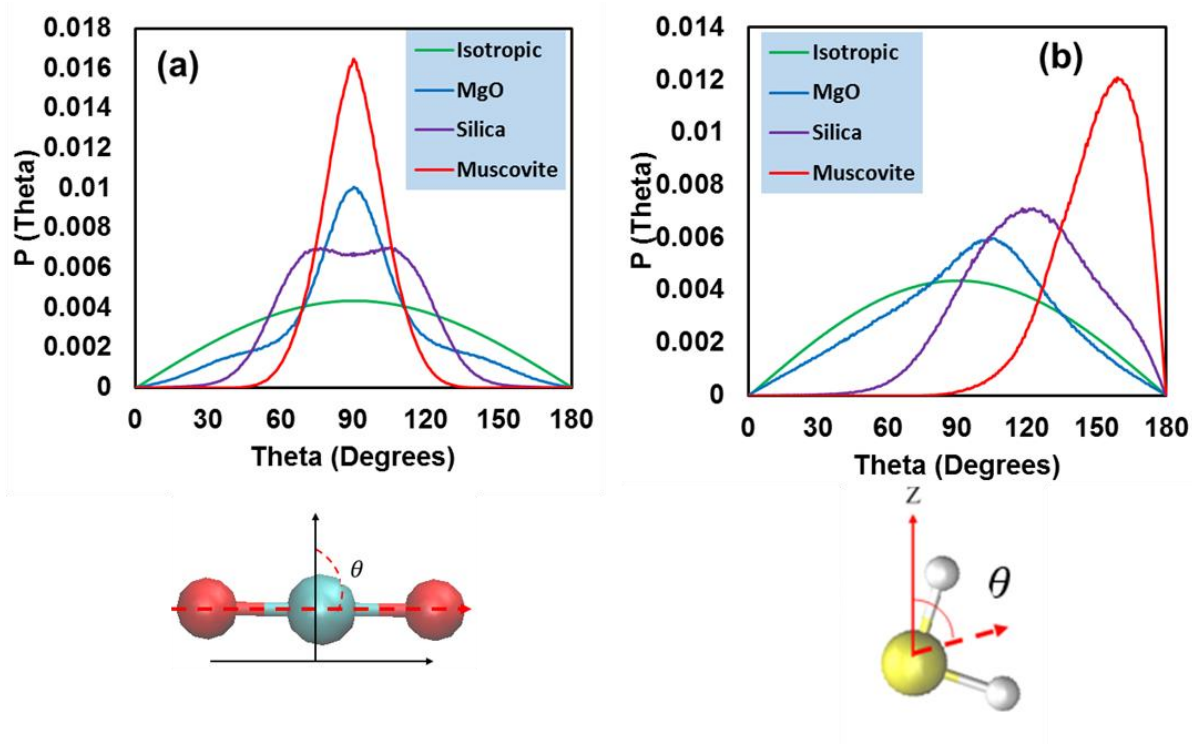 (a)
0.018
0.016
0.014
0.012
0.01
0.008
0.006
0.004
0.002
0
P (Theta)
Isotropic
MgO
Silica
Muscovite
0 30 60 90 120 150 180
Theta (Degrees)
θ
(b)
0.014
0.012
0.01
0.008
0.006
0.004
0.002
0
P (Theta)
Isotropic
MgO
Silica
Muscovite
0 30 60 90 120 150 180
Theta (Degrees)
z
θ